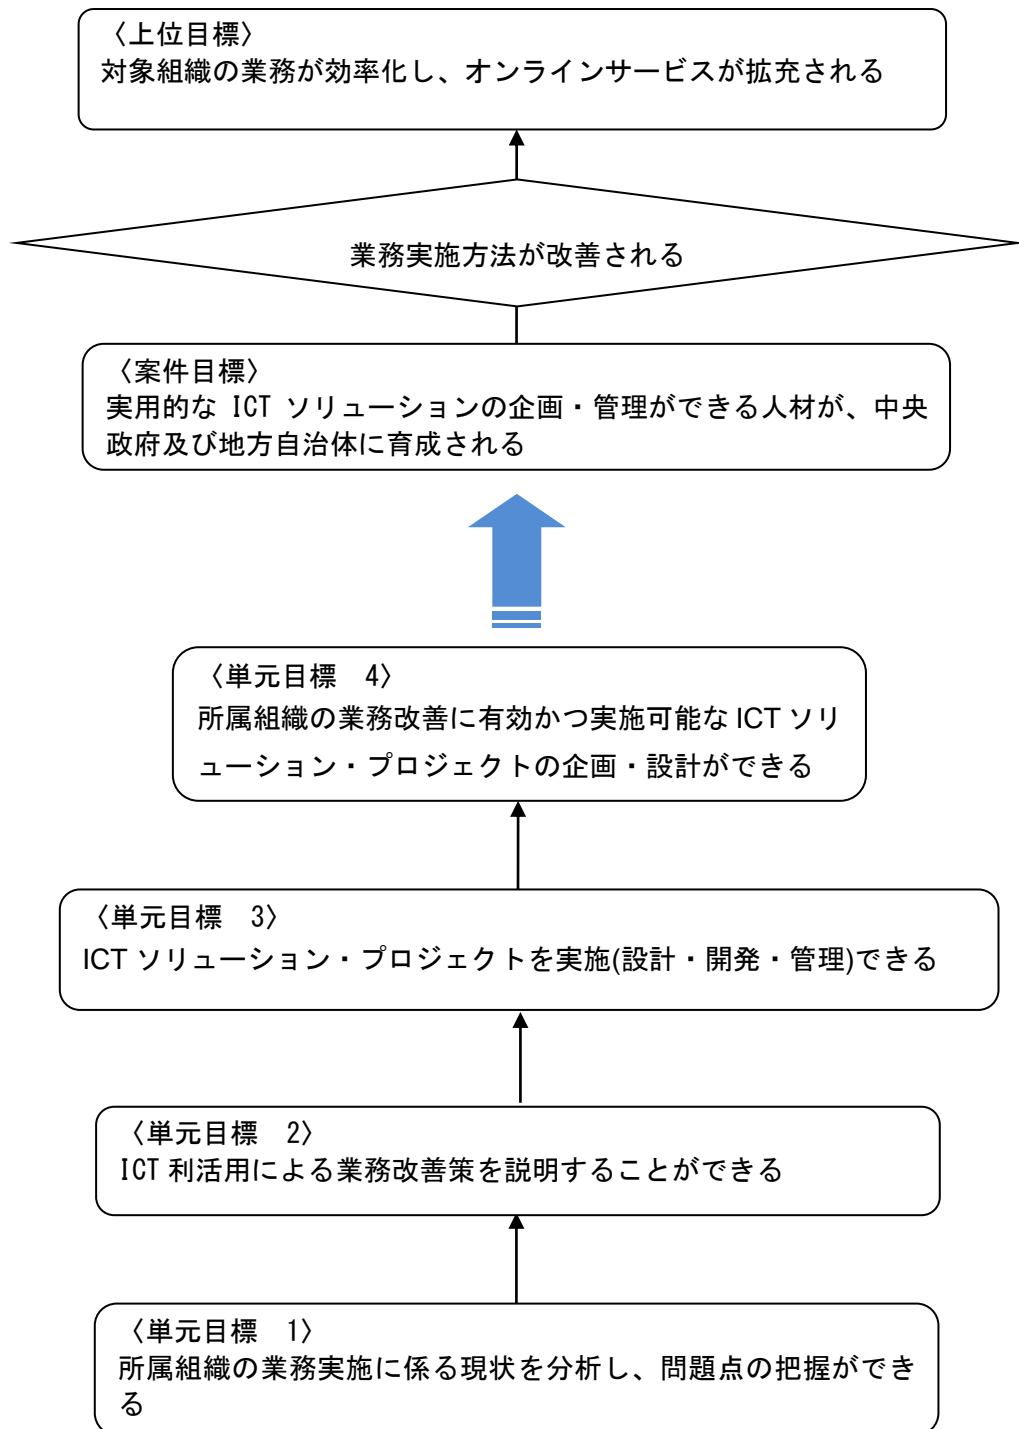 〈上位目標〉
対象組織の業務が効率化し、オンラインサービスが拡充される
業務実施方法が改善される
〈案件目標〉
実用的な ICT ソリューションの企画・管理ができる人材が、中央
政府及び地方自治体に育成される
〈単元目標　4〉
所属組織の業務改善に有効かつ実施可能な ICT ソリ
ューション・プロジェクトの企画・設計ができる
〈単元目標　3〉
ICT ソリューション・プロジェクトを実施(設計・開発・管理)できる
〈単元目標　2〉
ICT 利活用による業務改善策を説明することができる
〈単元目標　1〉
所属組織の業務実施に係る現状を分析し、問題点の把握ができ
る